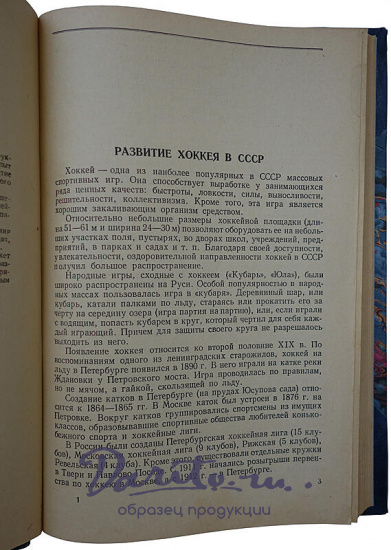 РАЗВИТИЕ ХОККЕЯ В СССР
Хоккей — одна из наиболее популярных в СССР массовых
спортивных игр. Она способствует выработке у занимающихся
ряда ценных качеств: быстроты, ловкости, силы, выносливости,
решительности, коллективизма. Кроме того, эта игра является
хорошим закаливающим организм средством.
Относительно небольшие размеры хоккейной площадки (дли-
на 51—61 м и ширина 24—30 м) позволяют оборудовать ее на неболь-
ших участках поля, пустырях, во дворах школ, учреждений, пред-
приятий, в парках и садах и т. п. Благодаря своей доступности,
увлекательности, оздоровительной направленности хоккей в СССР
получил большое распространение.
Народные игры, сходные с хоккеем («Кубарь», «Юла»), были
широко распространены на Руси. Особой популярностью в народ-
ных массах пользовалась игра в «кубаря». Деревянный шар, или
кубарь, катали палками по льду, стараясь или прокатить его за
черту на середину озера (игра партия на партию), или, если играли
с водящим, попасть кубарем в круг, который чертил для себя каж-
дый играющий. При этом для защиты своего круга не разрешалось
выходить из него.
Появление хоккея относится ко второй половине XIX в. По
воспоминаниям одного из ленинградских старожилов, хоккей на
льду в Петербурге появился в 1890 г. В него играли на катке реки
Ждановки у Петровского моста. Игра проводилась по правилам,
но не мячом, а гайкой, скользящей по льду.
Создание катков в Петербурге (на прудах Юсупова сада) отно-
сится к 1864—1865 гг. В Москве каток был устроен в 1876 г. на
Петровке. Вокруг катков группировались спортсмены из имущих
классов, образовывавшие спортивные общества любителей конько-
бежного спорта и хоккейные лиги.
В России были созданы Петербургская хоккейная лига (15 клу-
бов), Московская хоккейная лига (9 клубов), Рижская (5 клубов),
Ревельская клуба). Кроме того, существовали отдельные кружки
в Твери и начались розыгрыши первен-
ства по хоккею в Москве, в Петербурге.
1
3
образец продукции